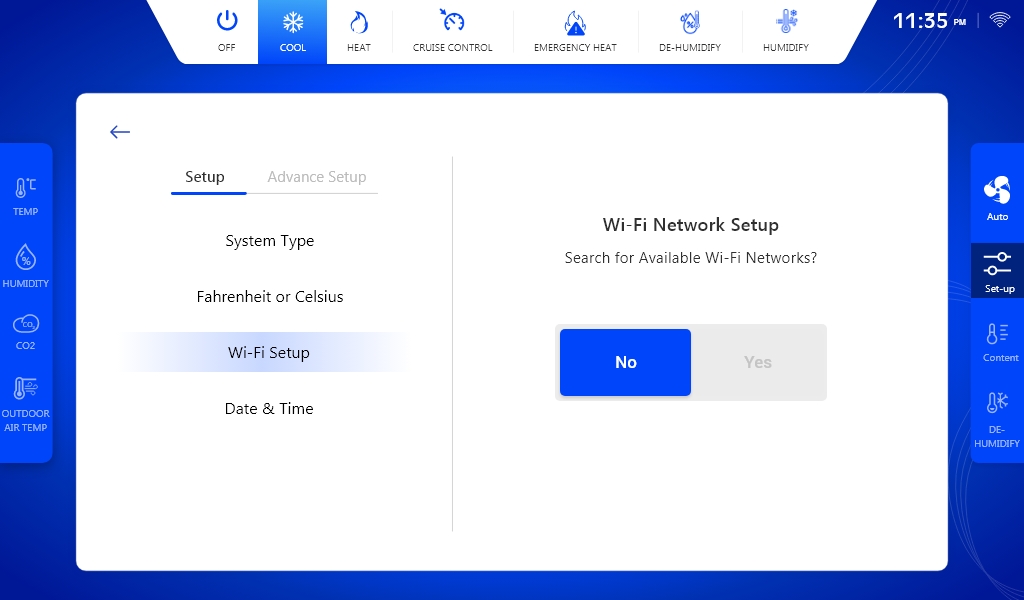 OFF
COOL
HEAT
CRUISE CONTROL
EMERGENCY HEAT
DE-HUMIDIFY
HUMIDIFY
11:35 PM
Setup
Advance Setup
System Type
Fahrenheit or Celsius
Wi-Fi Setup
Date & Time
Wi-Fi Network Setup
Search for Available Wi-Fi Networks?
No
Yes
°C
TEMP
%
HUMIDITY
CO2
CO2
OUTDOOR
AIR TEMP
Auto
Set-up
Content
DE-
HUMIDIFY